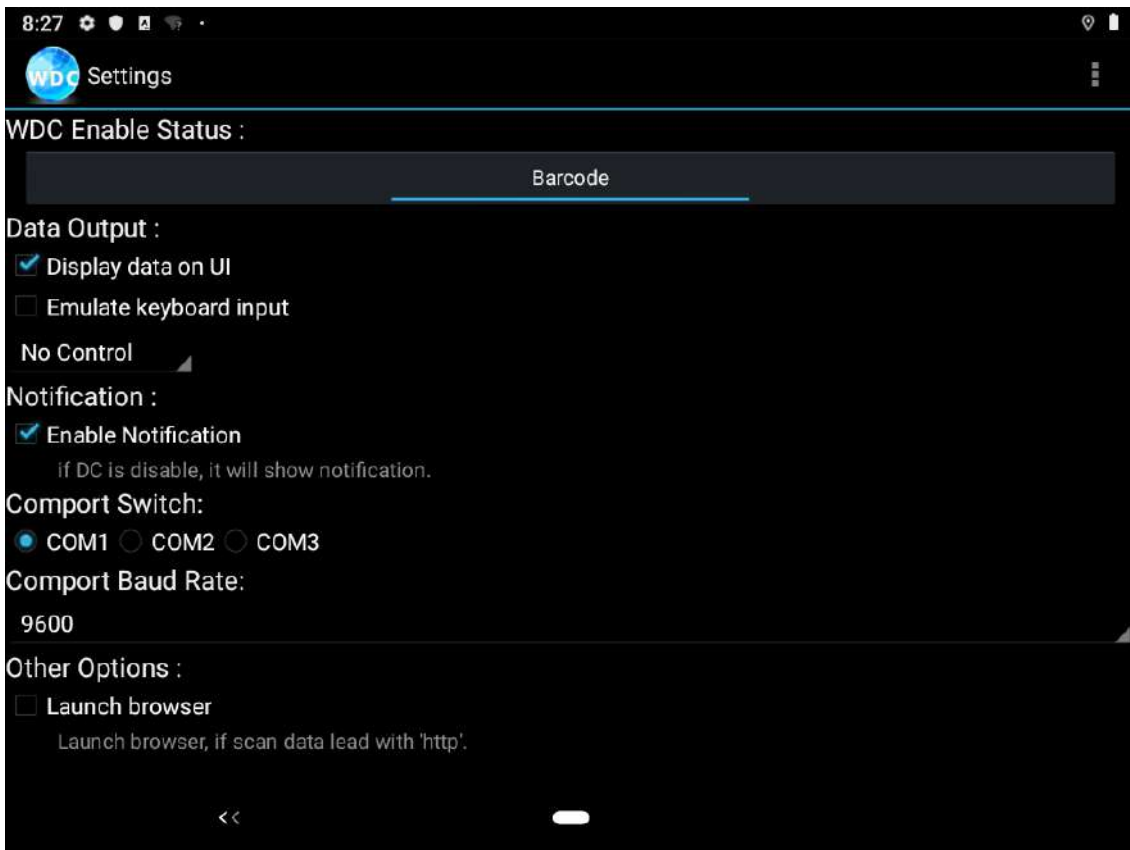 8:27
WDC Settings
WDC Enable Status :
Barcode
Data Output :
Display data on UI
Emulate keyboard input
No Control
Notification :
Enable Notification
if DC is disable, it will show notification.
Comport Switch:
COM1 COM2 COM3
Comport Baud Rate:
9600
Other Options :
Launch browser
Launch browser, if scan data lead with 'http'.